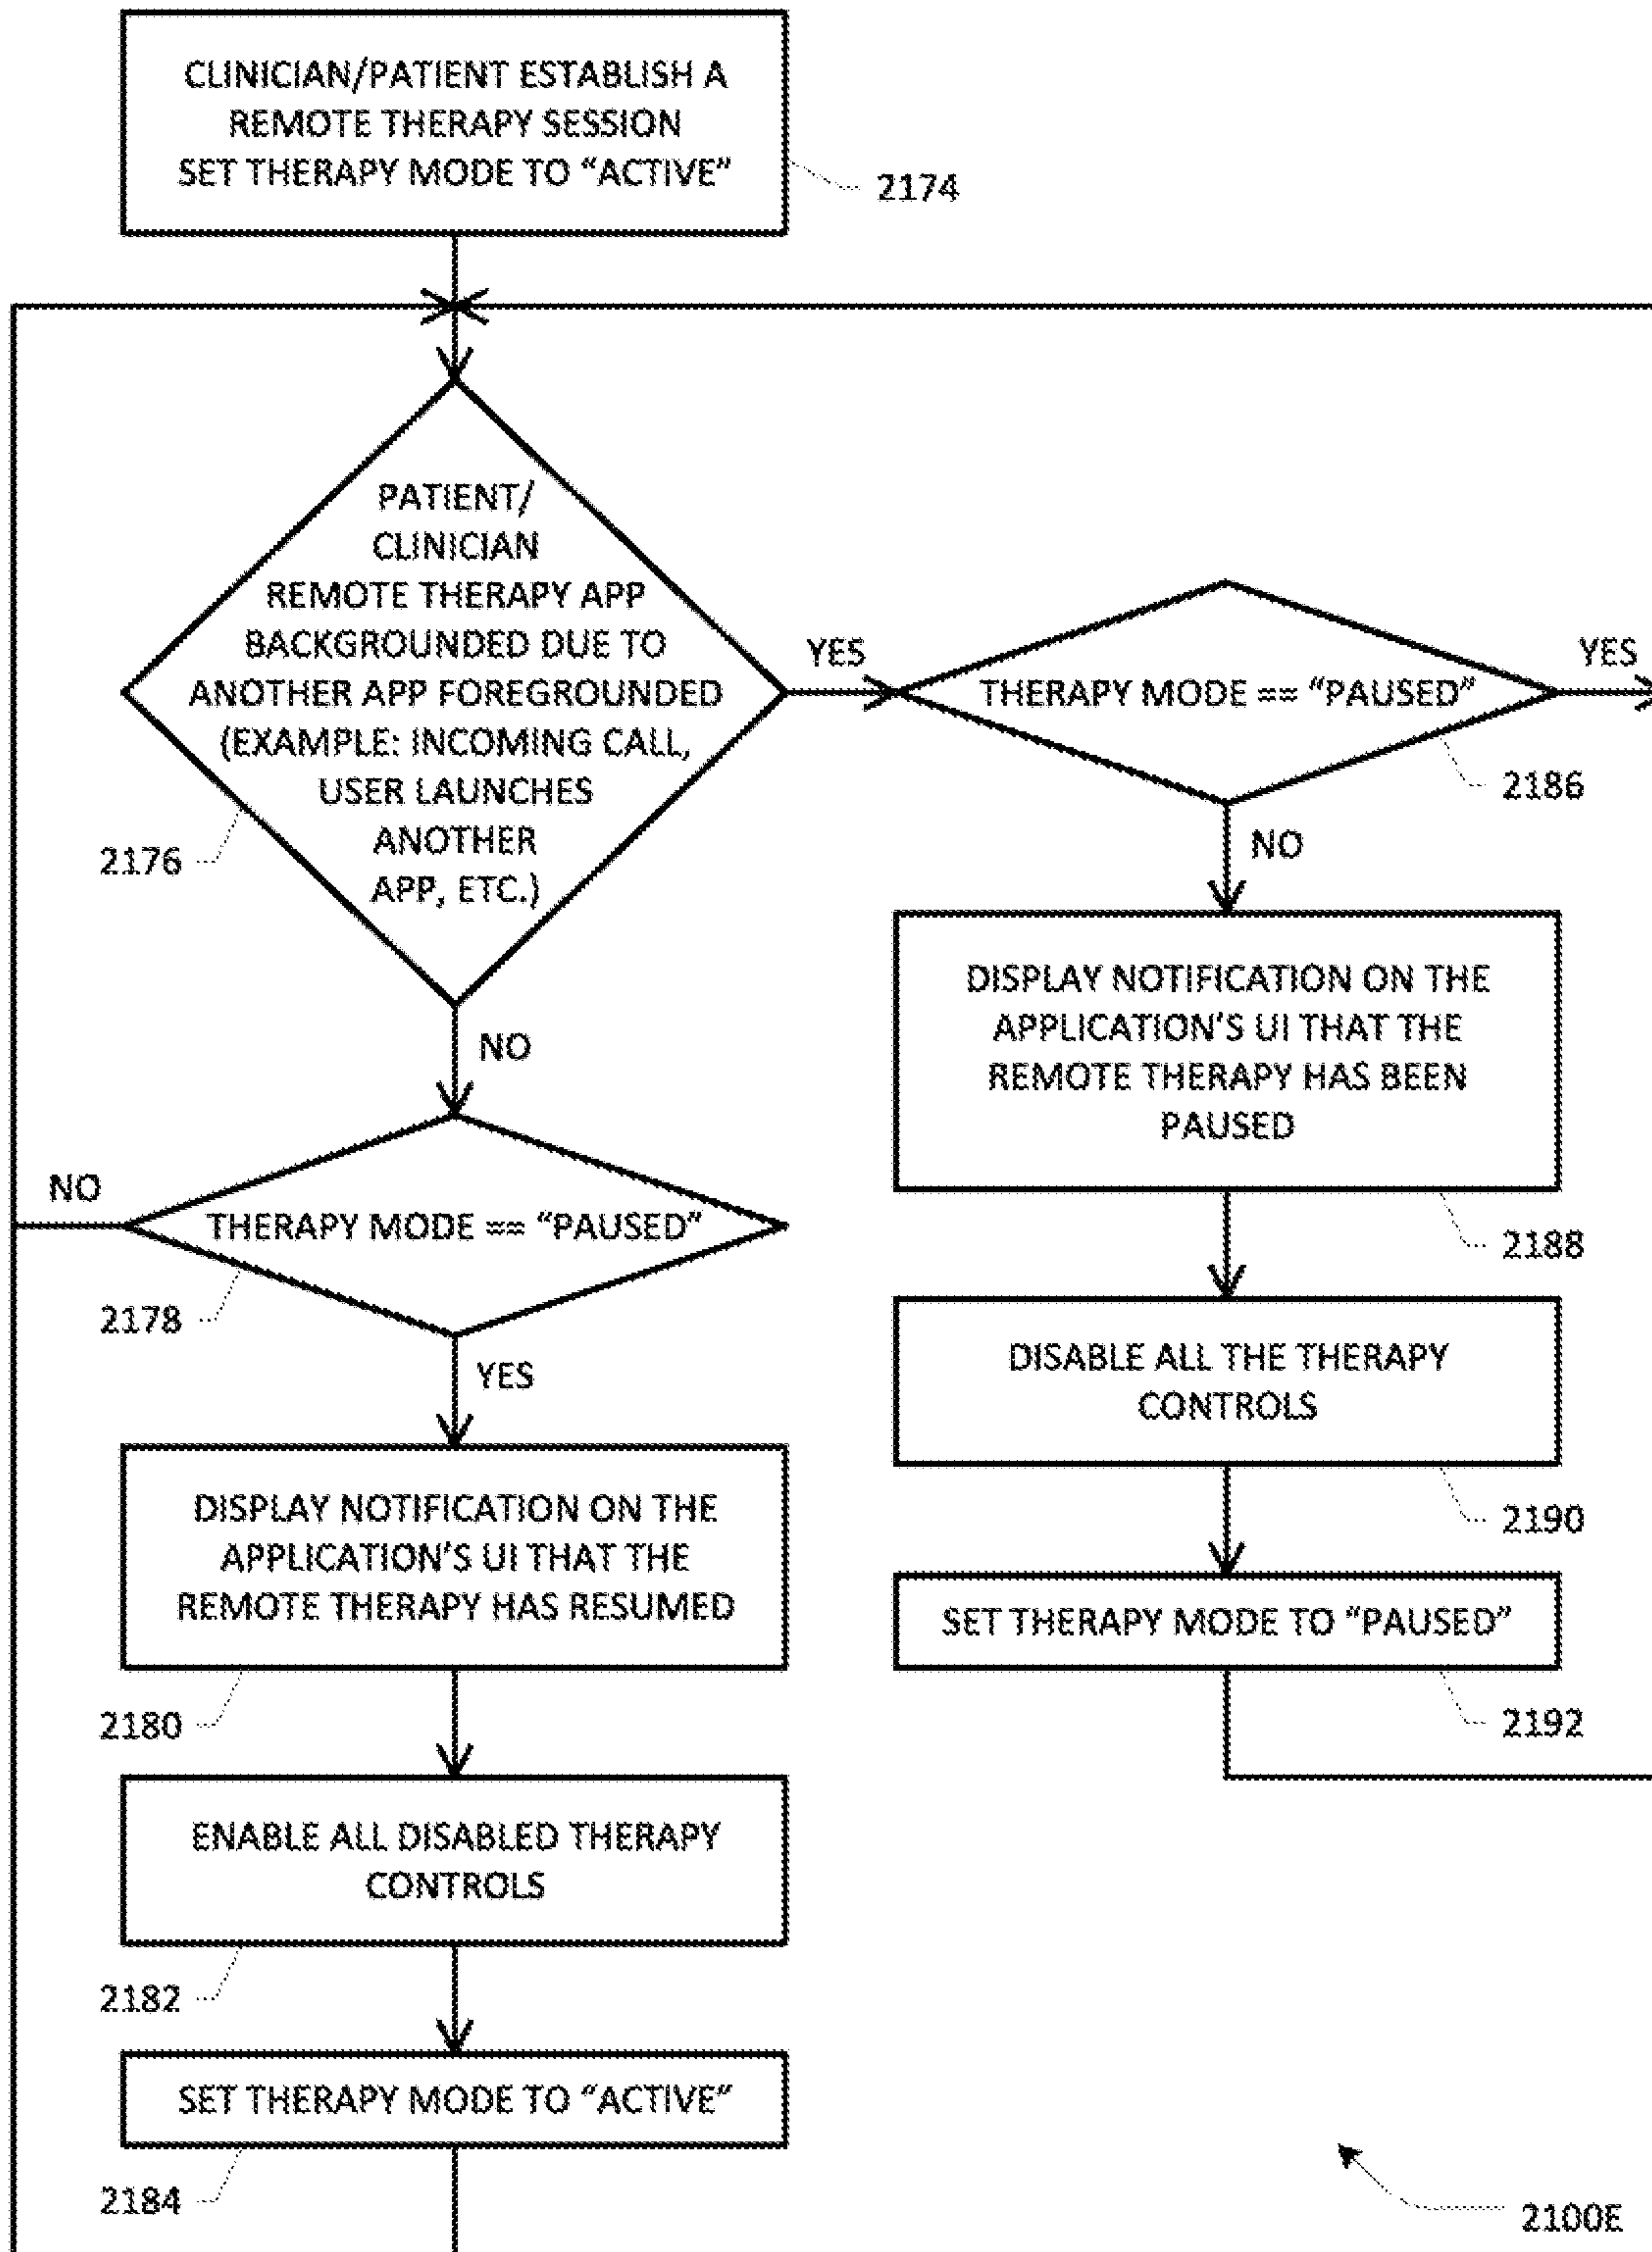 CLINICIAN/PATIENT ESTABLISH A
REMOTE THERAPY SESSION
SET THERAPY MODE TO “ACTIVE”
2174
PATIENT/
CLINICIAN
REMOTE THERAPY APP
BACKGROUNDED DUE TO
ANOTHER APP FOREGROUNDED
(EXAMPLE: INCOMING CALL,
USER LAUNCHES
ANOTHER
APP, ETC.)
2176
YES
THERAPY MODE == “PAUSED”
YES
2186
NO
DISPLAY NOTIFICATION ON THE
APPLICATION’S UI THAT THE
REMOTE THERAPY HAS BEEN
PAUSED
2188
DISABLE ALL THE THERAPY
CONTROLS
2190
SET THERAPY MODE TO “PAUSED”
2192
NO
NO
THERAPY MODE == “PAUSED”
2178
YES
DISPLAY NOTIFICATION ON THE
APPLICATION’S UI THAT THE
REMOTE THERAPY HAS RESUMED
2180
ENABLE ALL DISABLED THERAPY
CONTROLS
2182
SET THERAPY MODE TO “ACTIVE”
2184
2100E